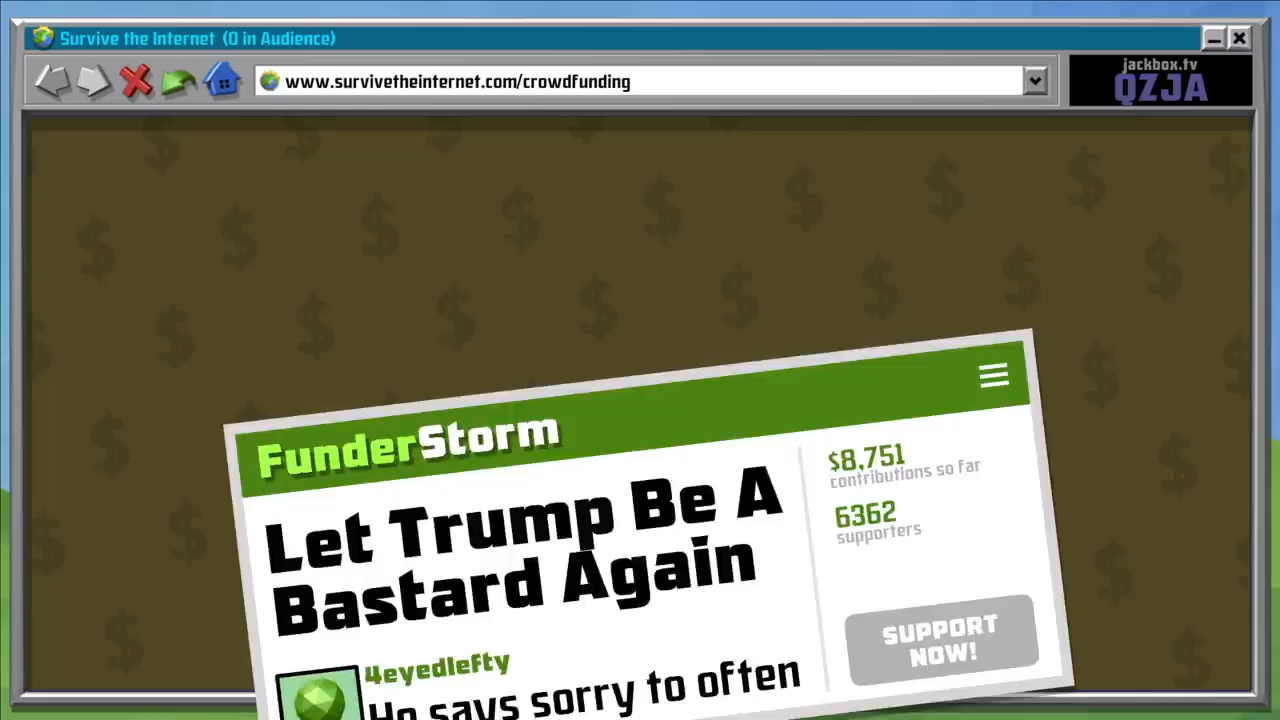 Survive the Internet (0 in Audience)
www.survivetheinternet.com/crowdfunding
jackbox.tv
QZJA
FunderStorm
Let Trump Be A
Bastard Again
$8,751
contributions so far
6362
supporters
SUPPORT
NOW!
4eyedlefty
He says sorry to often